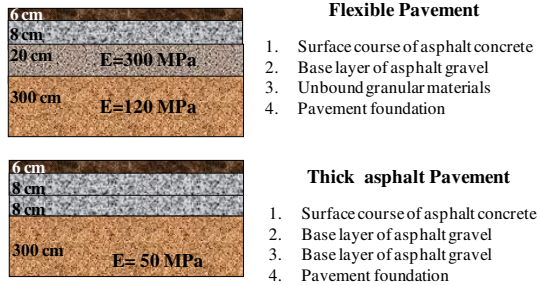 6 cm
8 cm
20 cm
E=300 MPa
300 cm
E=120 MPa
Flexible Pavement
1. Surface course of asphalt concrete
2. Base layer of asphalt gravel
3. Unbound granular materials
4. Pavement foundation
6 cm
8 cm
8 cm
300 cm
E= 50 MPa
Thick asphalt Pavement
1. Surface course of asphalt concrete
2. Base layer of asphalt gravel
3. Base layer of asphalt gravel
4. Pavement foundation